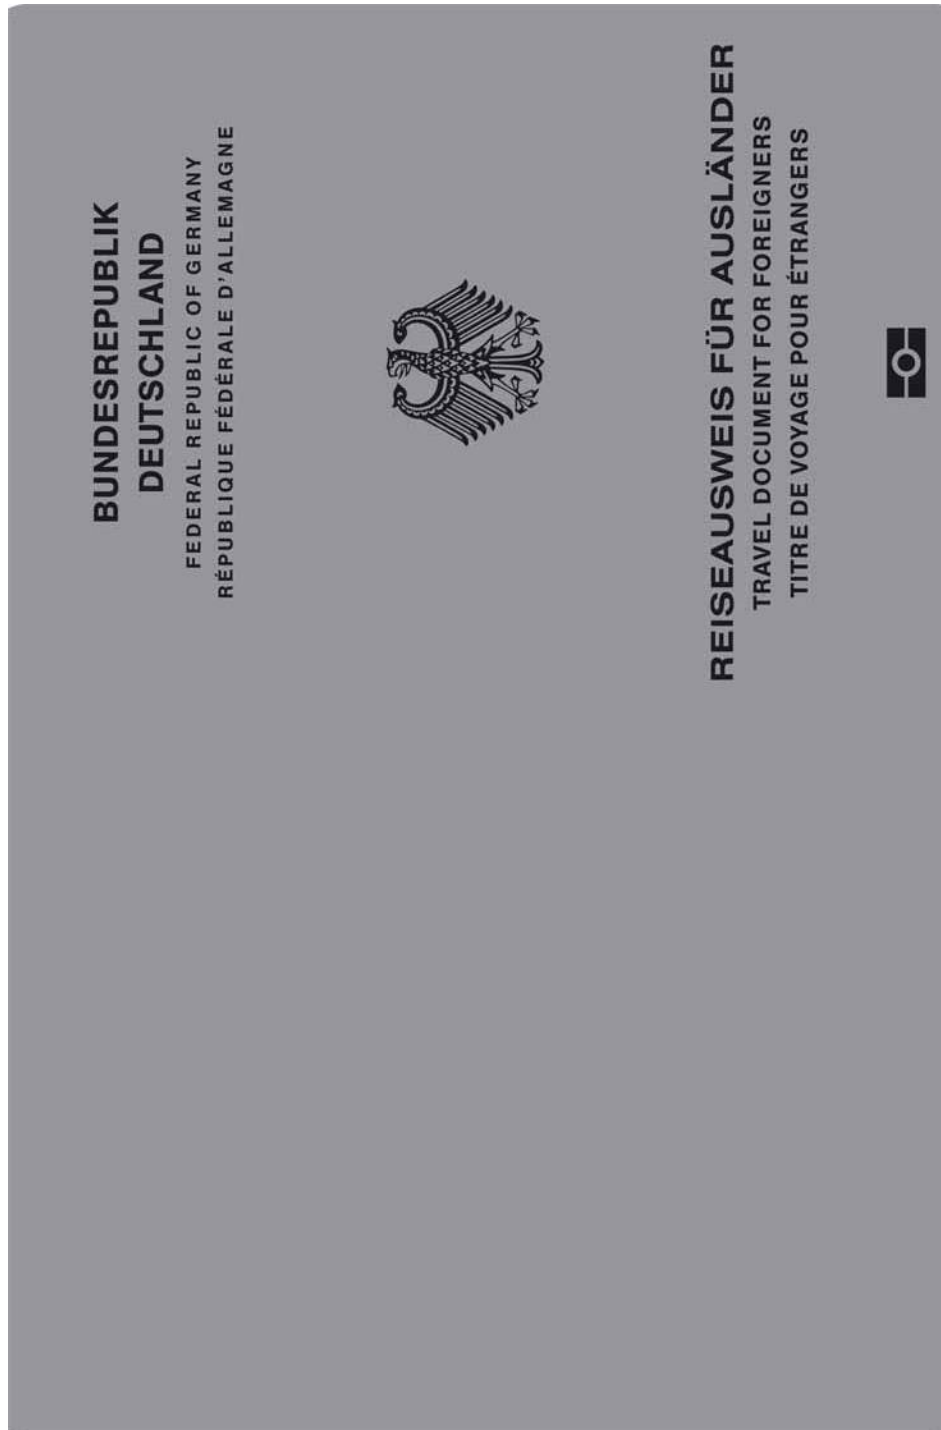 BUNDESREPUBLIK
DEUTSCHLAND
FEDERAL REPUBLIC OF GERMANY
RÉPUBLIQUE FÉDÉRALE D'ALLEMAGNE
REISEAUSWEIS FÜR AUSLÄNDER
TRAVEL DOCUMENT FOR FOREIGNERS
TITRE DE VOYAGE POUR ÉTRANGERS